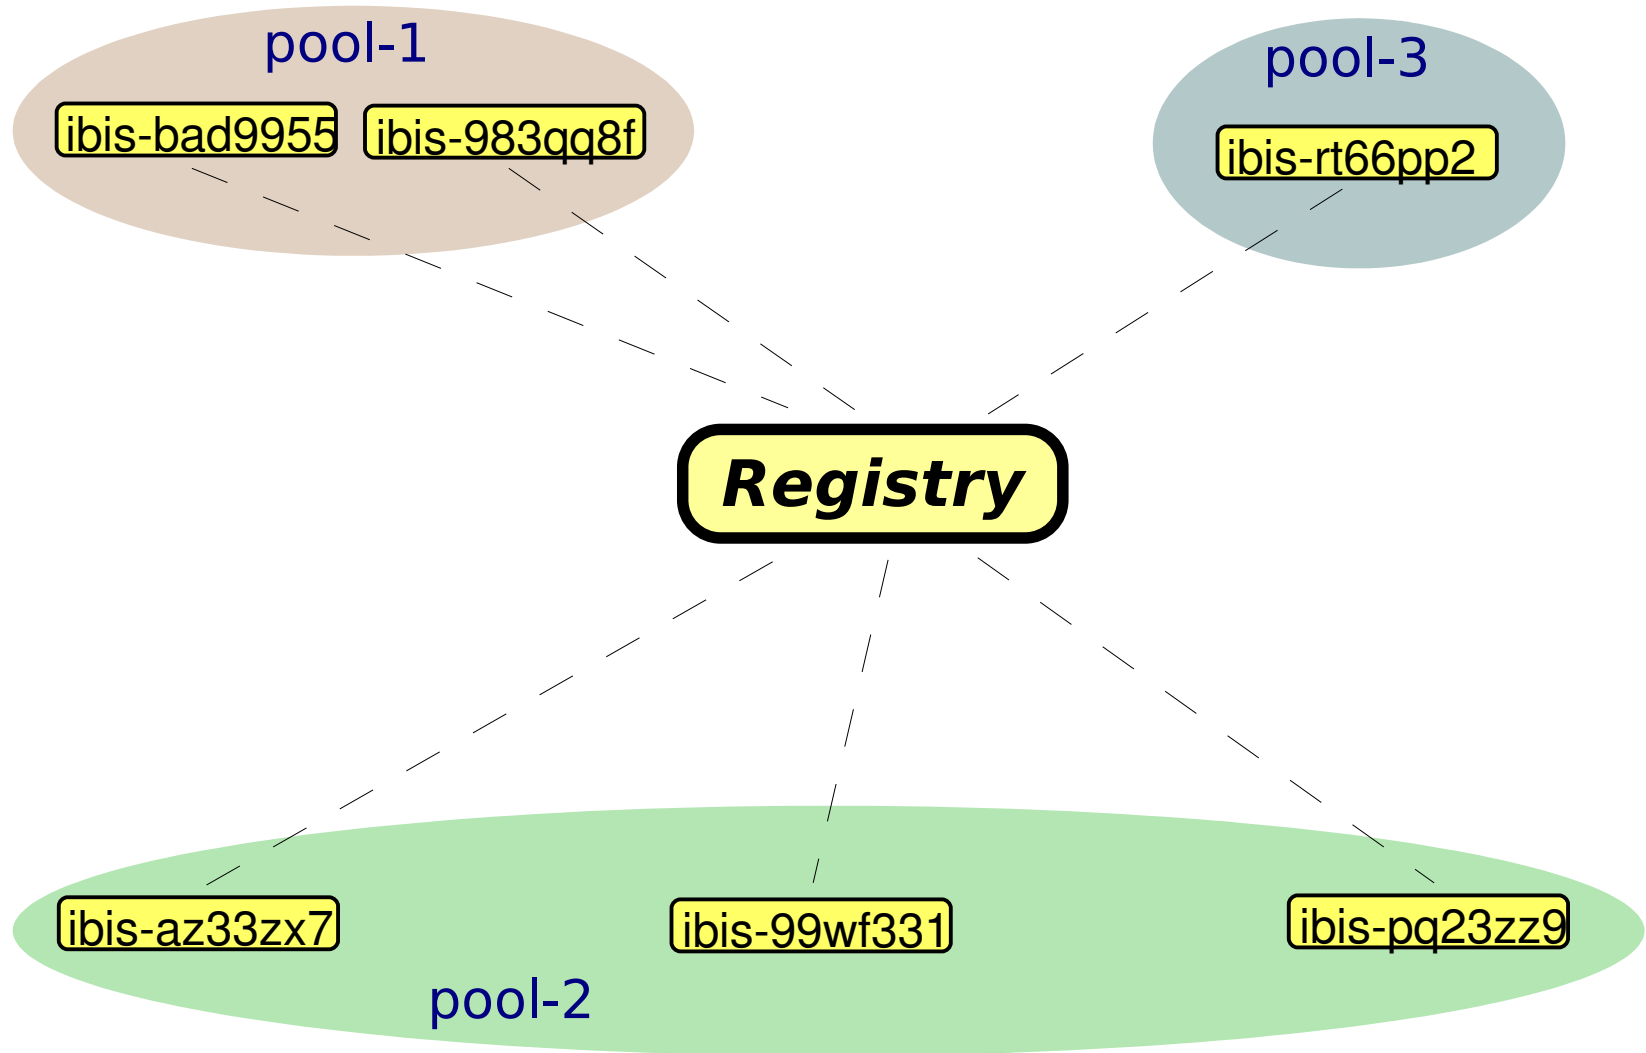 pool-1
pool-3
ibis-bad9955
ibis-983qq8f
ibis-rt66pp2
Registry
ibis-az33zx7
ibis-99wf331
ibis-pq23zz9
pool-2